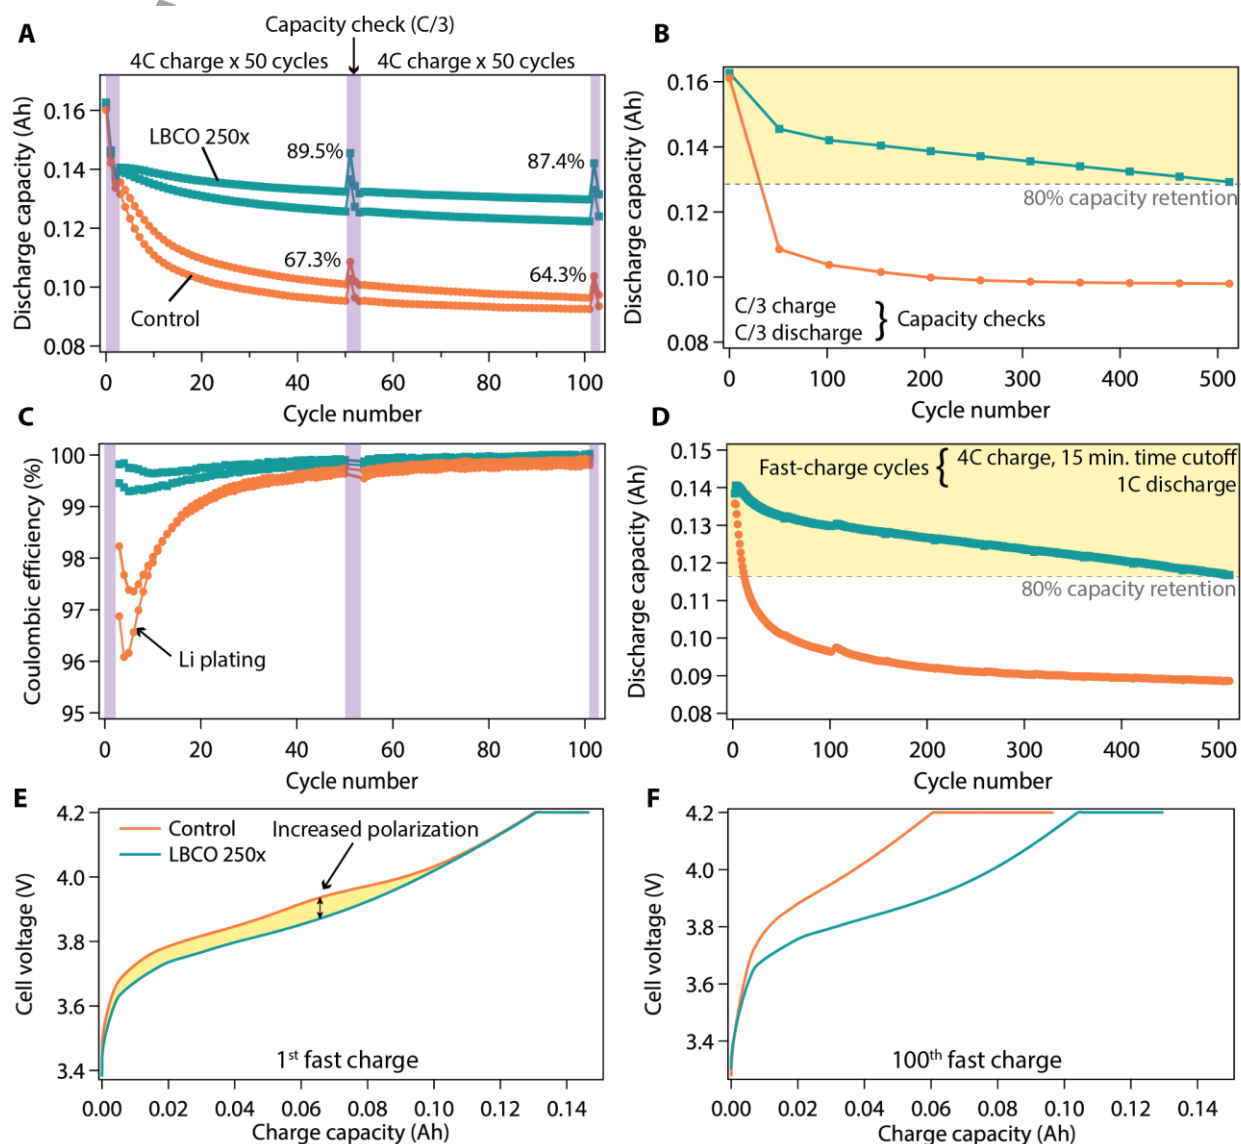 A
Capacity check (C/3)
4C charge x 50 cycles
4C charge x 50 cycles
Discharge capacity (Ah)
0.16
0.14
0.12
0.10
0.08
LBCO 250x
89.5%
87.4%
67.3%
64.3%
Control
0
20
40
60
80
100
Cycle number
B
Discharge capacity (Ah)
0.16
0.14
0.12
0.10
0.08
80% capacity retention
C/3 charge
C/3 discharge
} Capacity checks
0
100
200
300
400
500
Cycle number
C
Coulombic efficiency (%)
100
99
98
97
96
95
Li plating
0
20
40
60
80
100
Cycle number
D
Discharge capacity (Ah)
0.15
0.14
0.13
0.12
0.11
0.10
0.09
0.08
Fast-charge cycles { 4C charge, 15 min. time cutoff
1C discharge
80% capacity retention
0
100
200
300
400
500
Cycle number
E
Cell voltage (V)
4.2
4.0
3.8
3.6
3.4
Control
LBCO 250x
Increased polarization
1st fast charge
0.00
0.02
0.04
0.06
0.08
0.10
0.12
0.14
Charge capacity (Ah)
F
Cell voltage (V)
4.2
4.0
3.8
3.6
3.4
100th fast charge
0.00
0.02
0.04
0.06
0.08
0.10
0.12
0.14
Charge capacity (Ah)